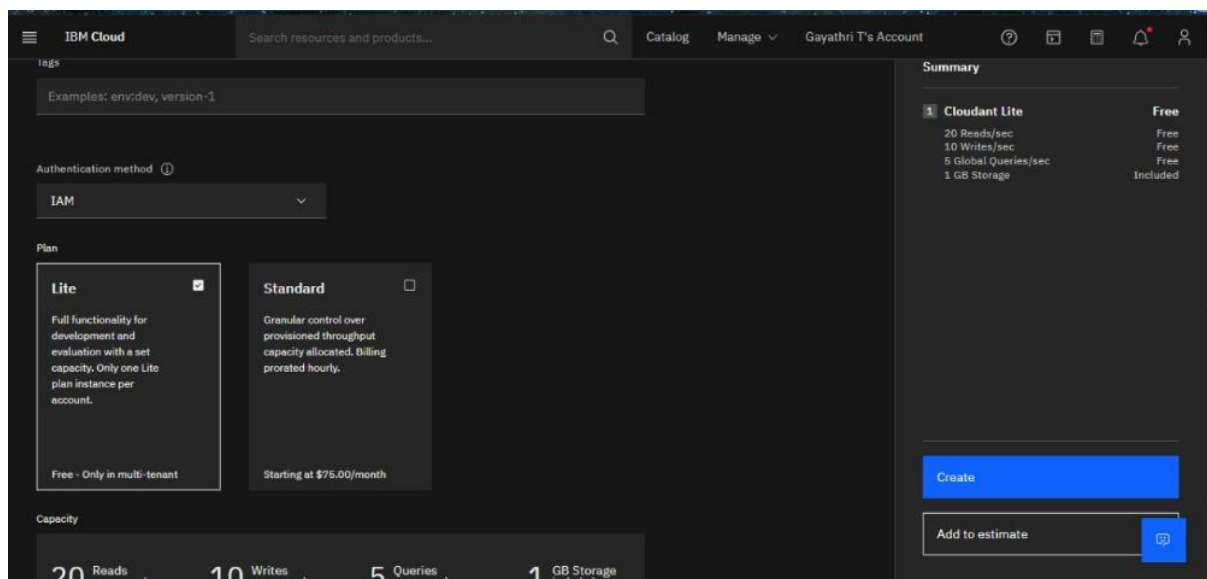 IBM Cloud
Search resources and products...
Catalog
Manage
Gayathri T's Account
Tags
Examples: env:dev, version-1
Authentication method
IAM
Plan
Lite
Full functionality for
development and
evaluation with a set
capacity. Only one Lite
plan instance per
account.
Free - Only in multi-tenant
Standard
Granular control over
provisioned throughput
capacity allocated. Billing
prorated hourly.
Starting at $75.00/month
Capacity
20 Reads
10 Writes
5 Queries
1 GB Storage
Summary
1 Cloudant Lite Free
20 Reads/sec Free
10 Writes/sec Free
5 Global Queries/sec Free
1 GB Storage Included
Create
Add to estimate